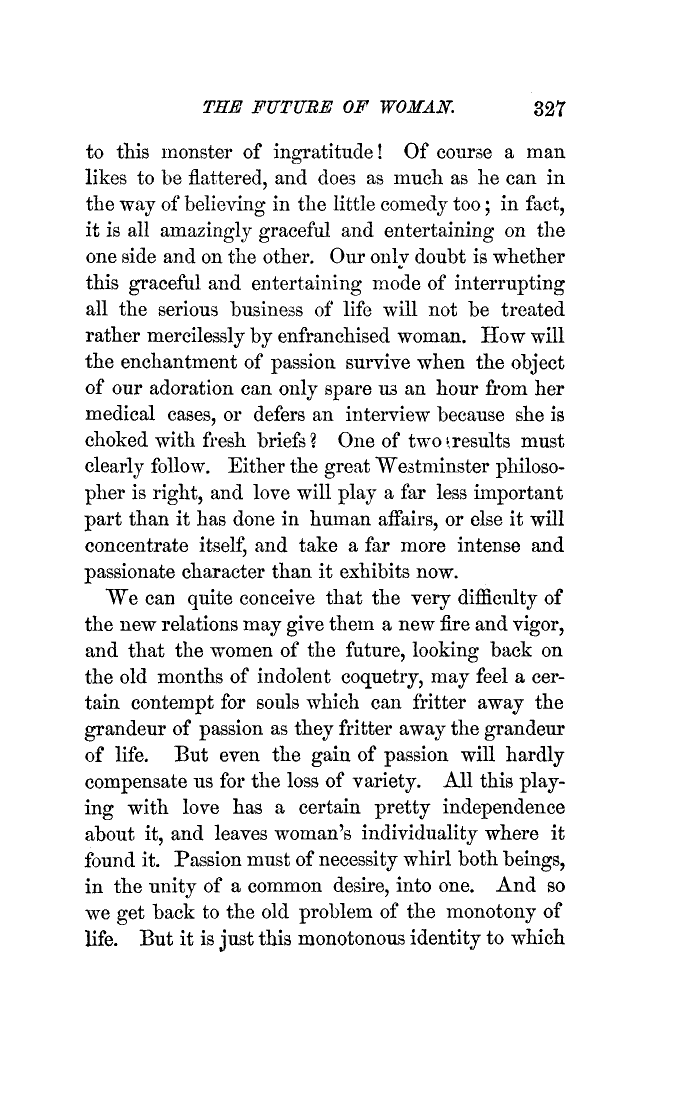 THE FUTURE OF WOMAN. 327
to this monster of ingratitude! Of course a man
likes to be flattered, and does as much as he can in
the way of believing in the little comedy too; in fact,
it is all amazingly graceful and entertaining on the
one side and on the other. Our only doubt is whether
this graceful and entertaining mode of interrupting
all the serious business of life will not be treated
rather mercilessly by enfranchised woman. How will
the enchantment of passion survive when the object
of our adoration can only spare us an hour from her
medical cases, or defers an interview because she is
choked with fresh briefs? One of two results must
clearly follow. Either the great Westminster philoso-
pher is right, and love will play a far less important
part than it has done in human affairs, or else it will
concentrate itself, and take a far more intense and
passionate character than it exhibits now.
We can quite conceive that the very difficulty of
the new relations may give them a new fire and vigor,
and that the women of the future, looking back on
the old months of indolent coquetry, may feel a cer-
tain contempt for souls which can fritter away the
grandeur of passion as they fritter away the grandeur
of life. But even the gain of passion will hardly
compensate us for the loss of variety. All this play-
ing with love has a certain pretty independence
about it, and leaves woman's individuality where it
found it. Passion must of necessity whirl both beings,
in the unity of a common desire, into one. And so
we get back to the old problem of the monotony of
life. But it is just this monotonous identity to which